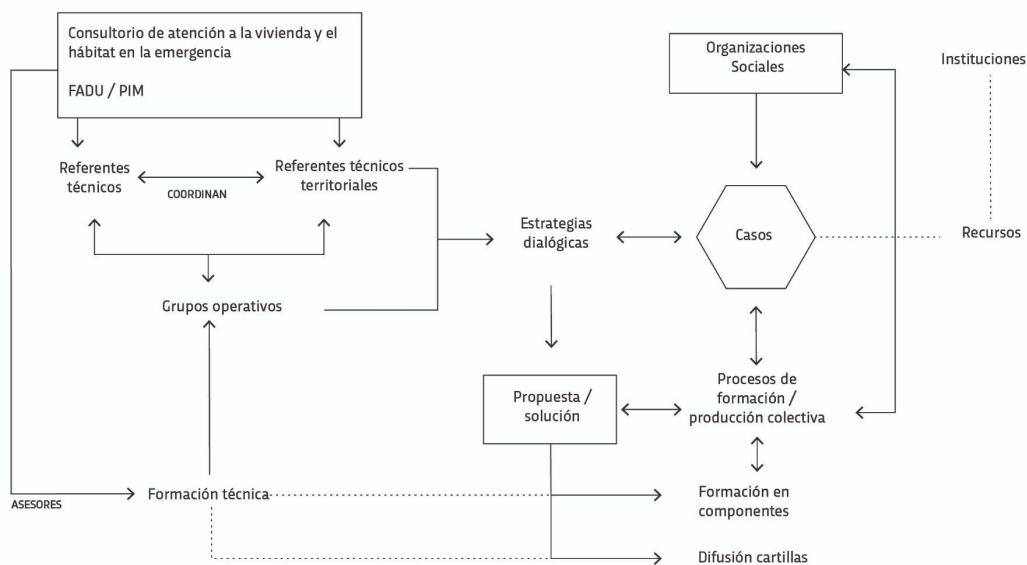 Consultorio de atención a la vivienda y el
hábitat en la emergencia
FADU / PIM
Organizaciones
Sociales
Instituciones
Referentes
técnicos
COORDINAN
Referentes técnicos
territoriales
Estrategias
dialógicas
Casos
Recursos
Grupos operativos
Propuesta /
solución
Procesos de
formación /
producción colectiva
ASESORES
Formación técnica
Formación en
componentes
Difusión cartillas